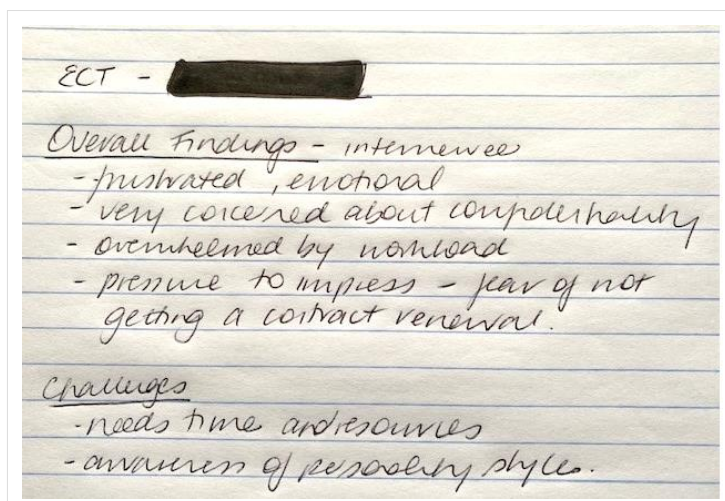 ECT -
Overall Findings - interviewee
- frustrated, emotional
- very concerned about confidentiality
- overwhelmed by workload
- pressure to impress - fear of not
getting a contract renewal.
Challenges
- needs time and resources
- awareness of personality styles.